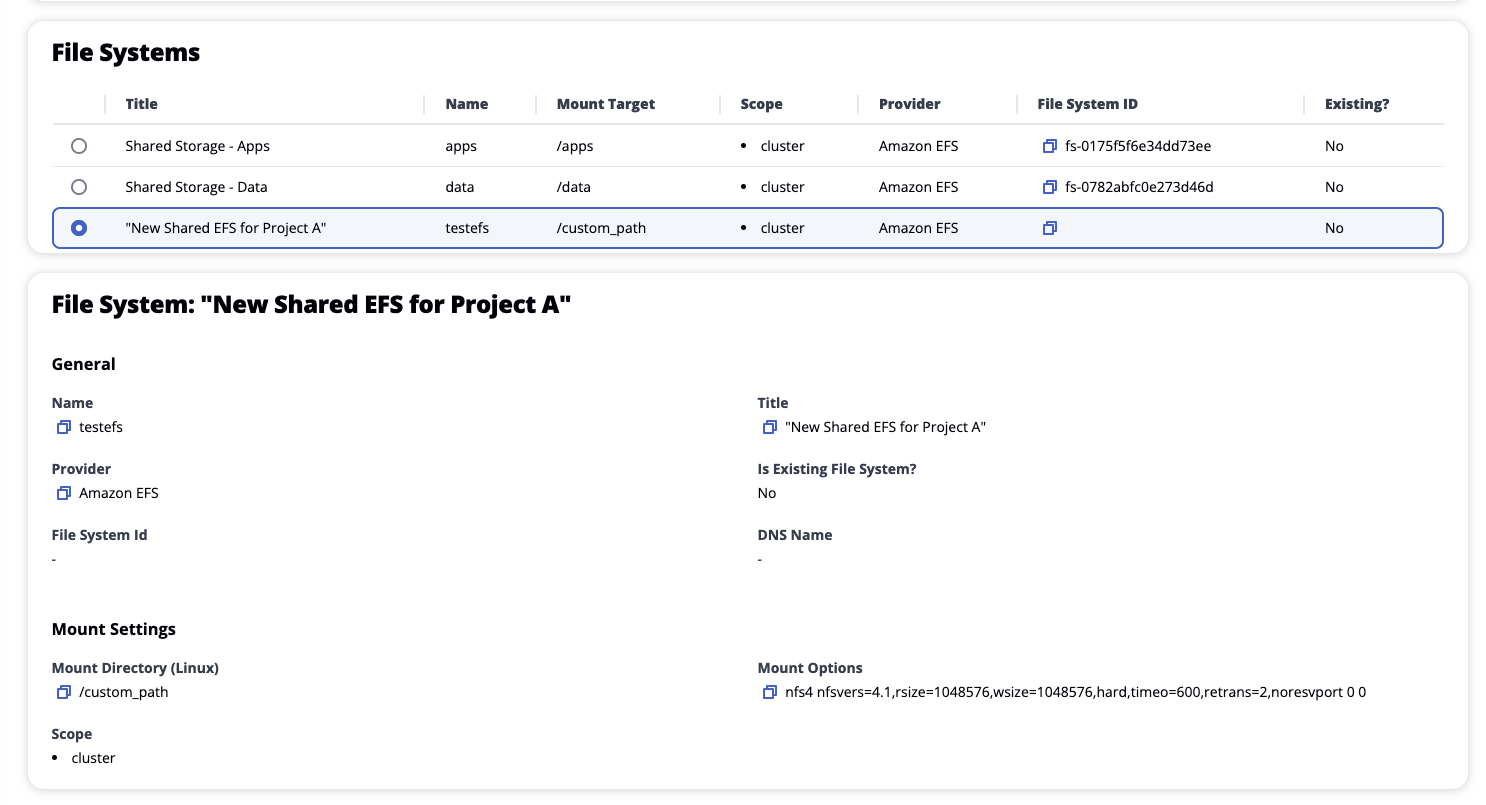 File Systems
Title Name Mount Target Scope Provider File System ID Existing?
Shared Storage - Apps apps /apps • cluster Amazon EFS fs-0175f5f6e34dd73ee No
Shared Storage - Data data /data • cluster Amazon EFS fs-0782abfc0e273d46d No
"New Shared EFS for Project A" testefs /custom_path • cluster Amazon EFS No
File System: "New Shared EFS for Project A"
General
Name Title
testefs "New Shared EFS for Project A"
Provider Is Existing File System?
Amazon EFS No
File System Id DNS Name
- -
Mount Settings
Mount Directory (Linux) Mount Options
/custom_path nfs4 nfsvers=4.1,rsize=1048576,wsize=1048576,hard,timeo=600,retrans=2,noresvport 0 0
Scope
• cluster